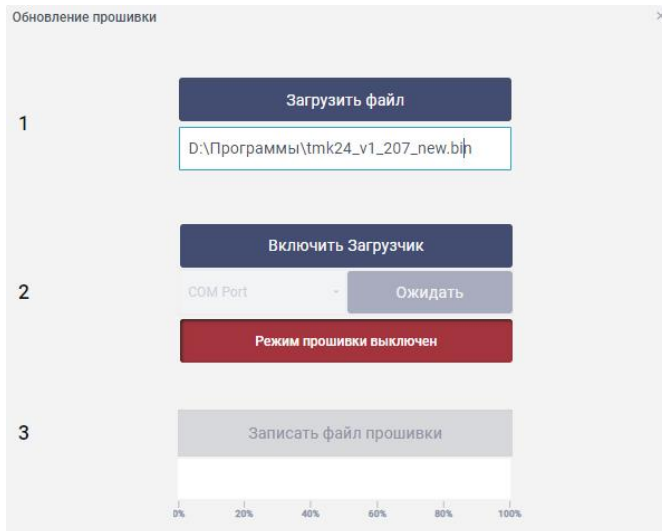 Обновление прошивки
×
1
Загрузить файл
D:\Программы\tmk24_v1_207_new.bin
2
Включить Загрузчик
COM Port
Ожидать
Режим прошивки выключен
3
Записать файл прошивки
0% 20% 40% 60% 80% 100%